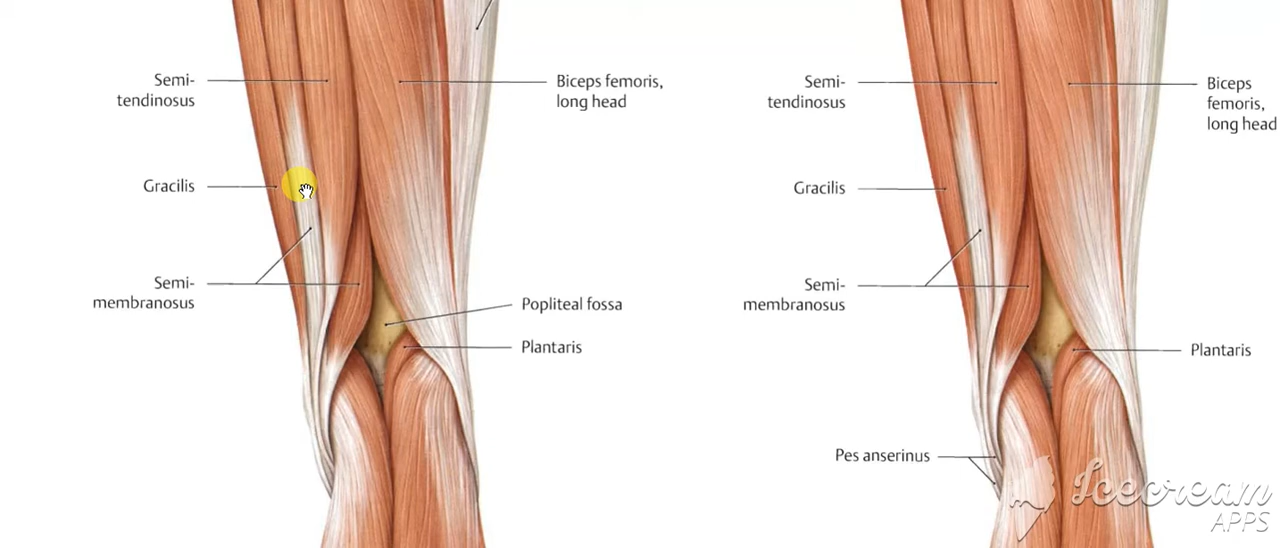 Semi-
tendinosus
Biceps femoris,
long head
Gracilis
Semi-
membranosus
Popliteal fossa
Plantaris
Semi-
tendinosus
Biceps
femoris,
long head
Gracilis
Semi-
membranosus
Plantaris
Pes anserinus
Icecream
APPS